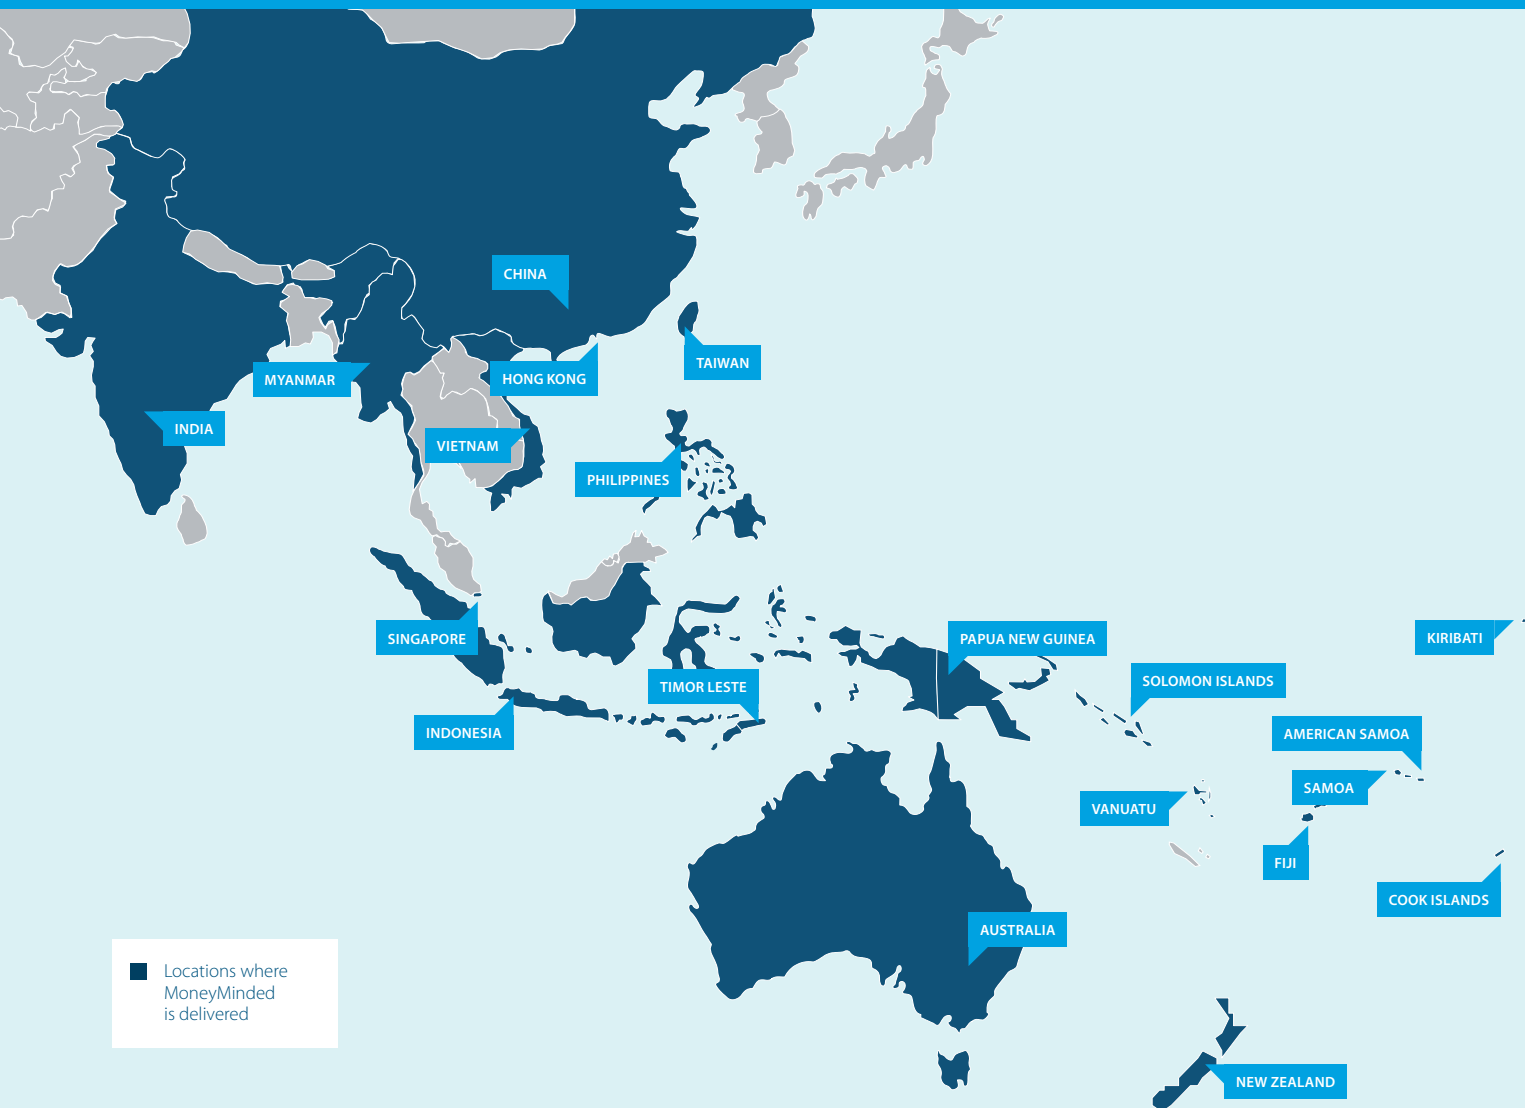 CHINA
TAIWAN
MYANMAR
HONG KONG
INDIA
VIETNAM
PHILIPPINES
SINGAPORE
PAPUA NEW GUINEA
KIRIBATI
TIMOR LESTE
SOLOMON ISLANDS
INDONESIA
AMERICAN SAMOA
SAMOA
VANUATU
FIJI
COOK ISLANDS
AUSTRALIA
Locations where
MoneyMinded
is delivered
NEW ZEALAND